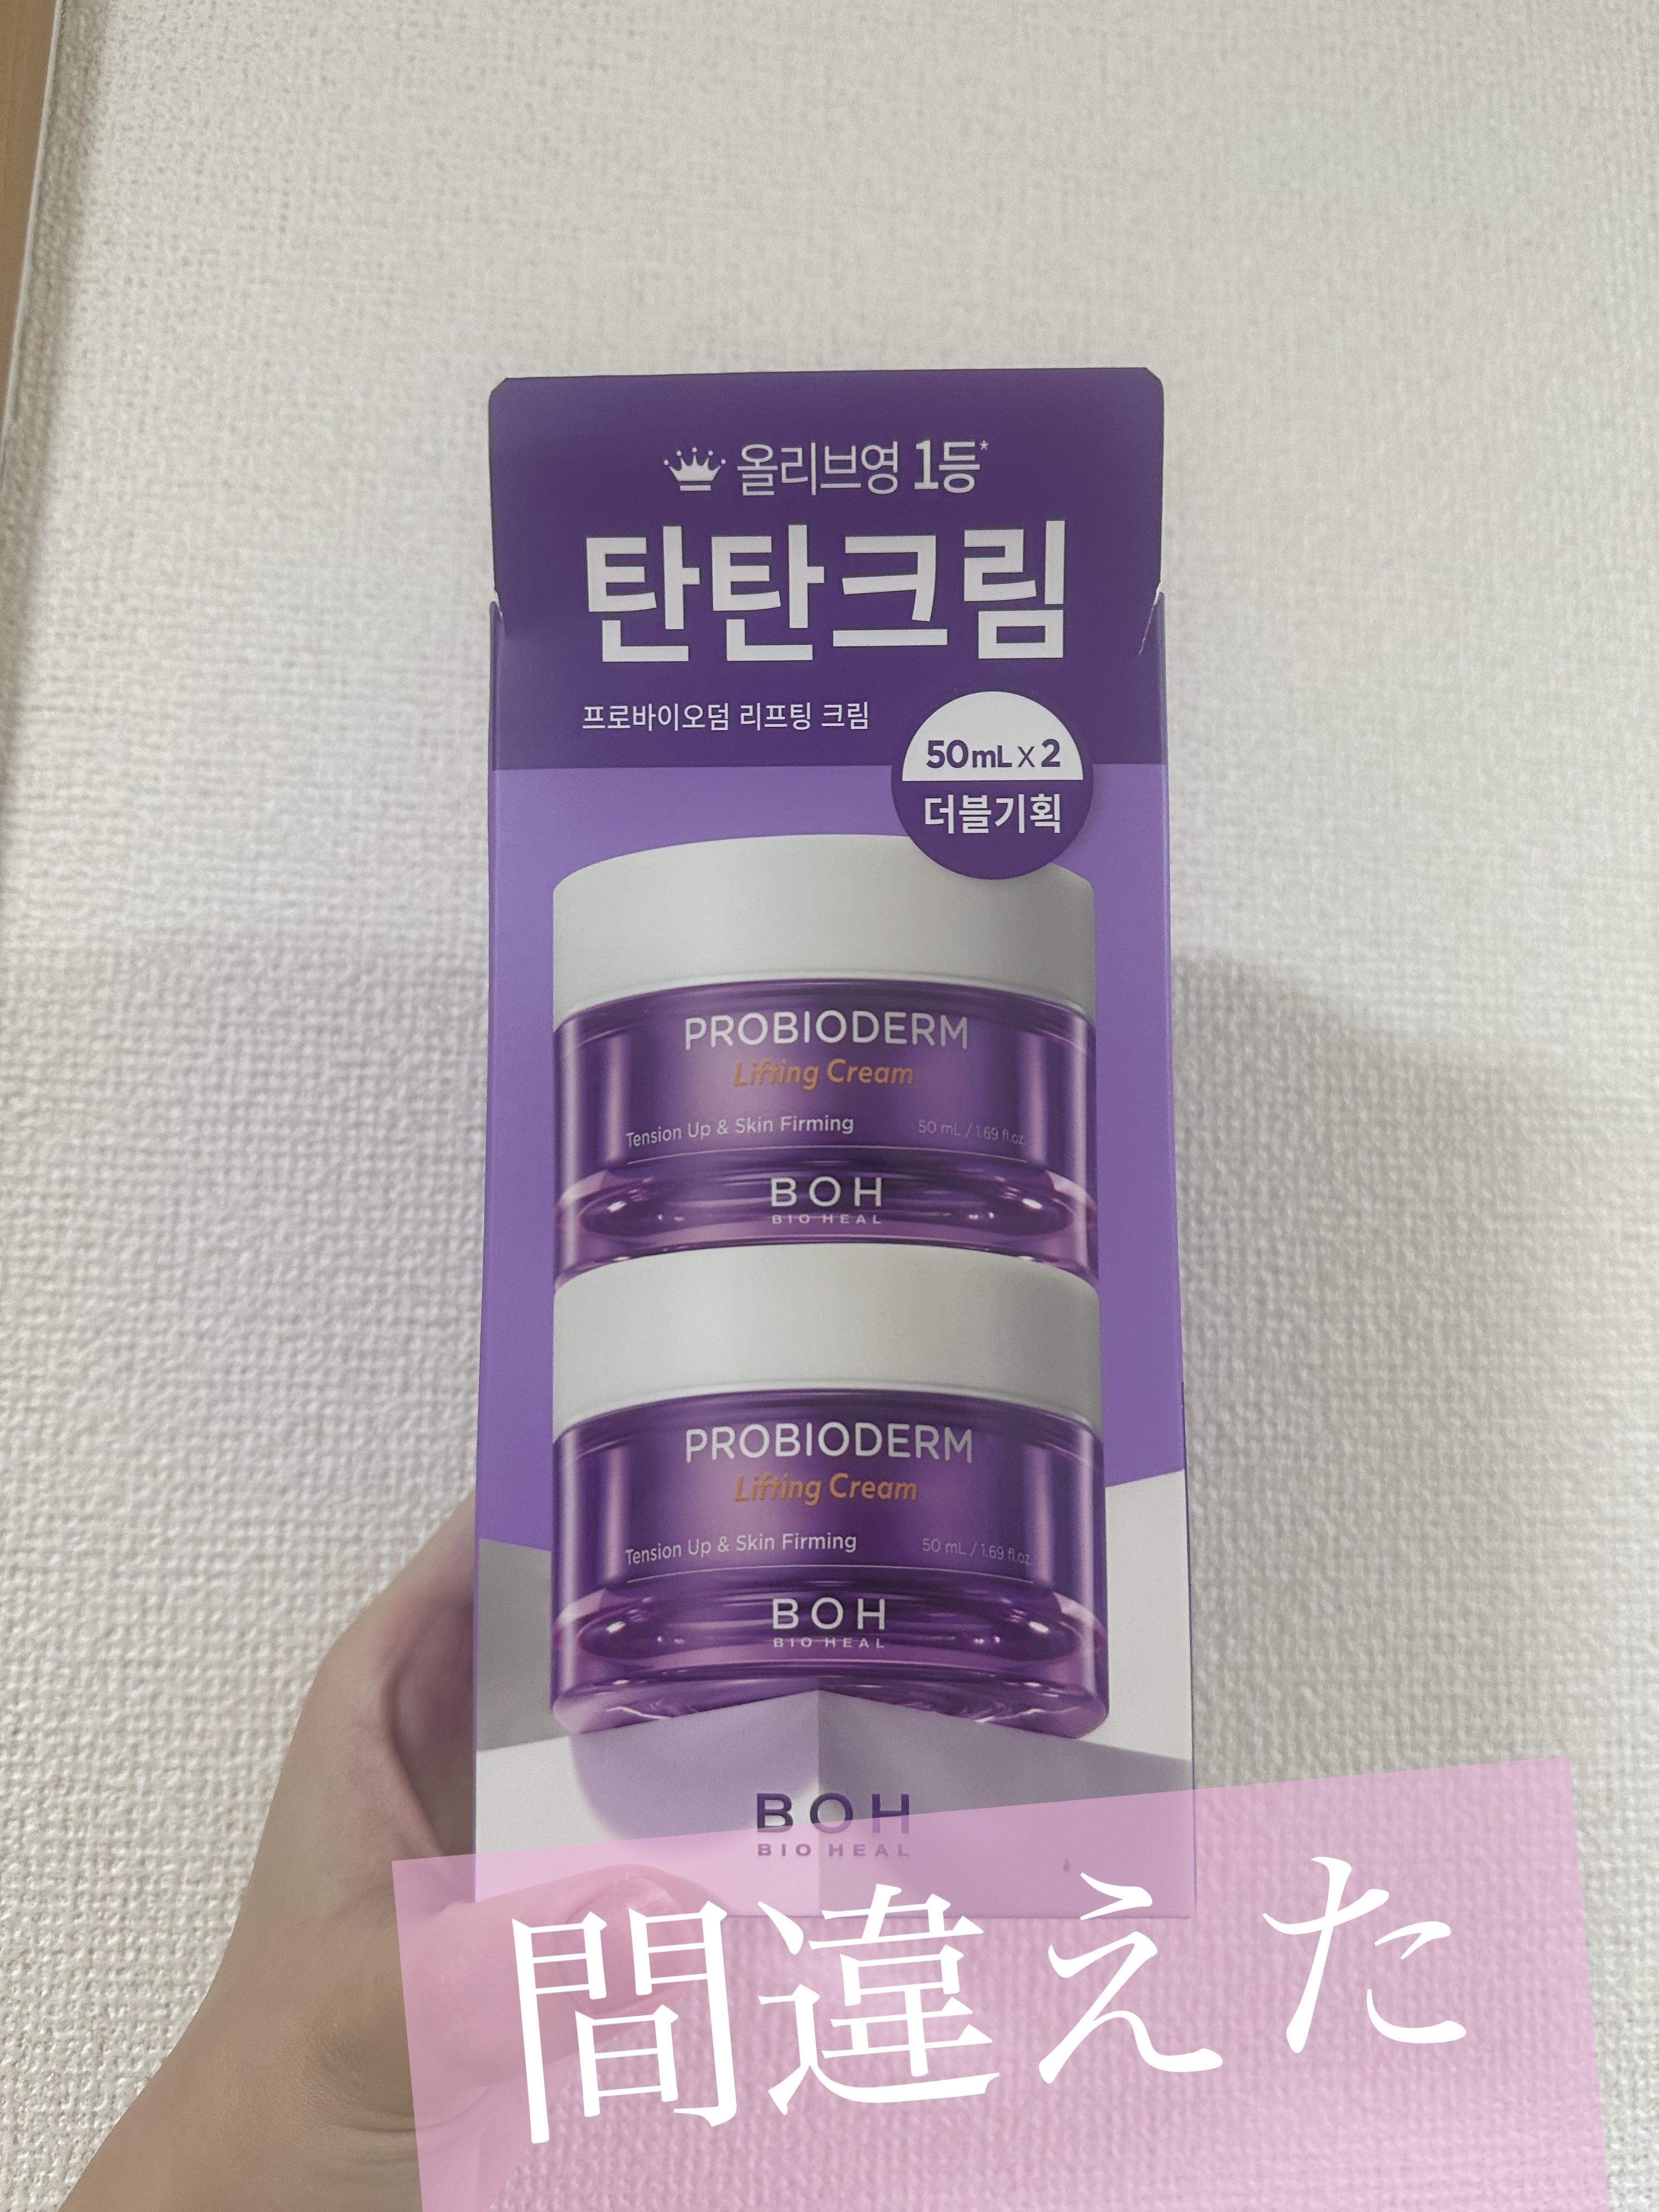 올리브영 1등*
탄탄크림
프로바이오덤 리프팅 크림
50mL X 2
더블기획
PROBIODERM
Lifting Cream
Tension Up & Skin Firming 50 mL / 1.69 fl.oz.
BOH
BIO HEAL
PROBIODERM
Lifting Cream
Tension Up & Skin Firming 50 mL / 1.69 fl.oz.
BOH
BIO HEAL
BOH
BIO HEAL
間違えた